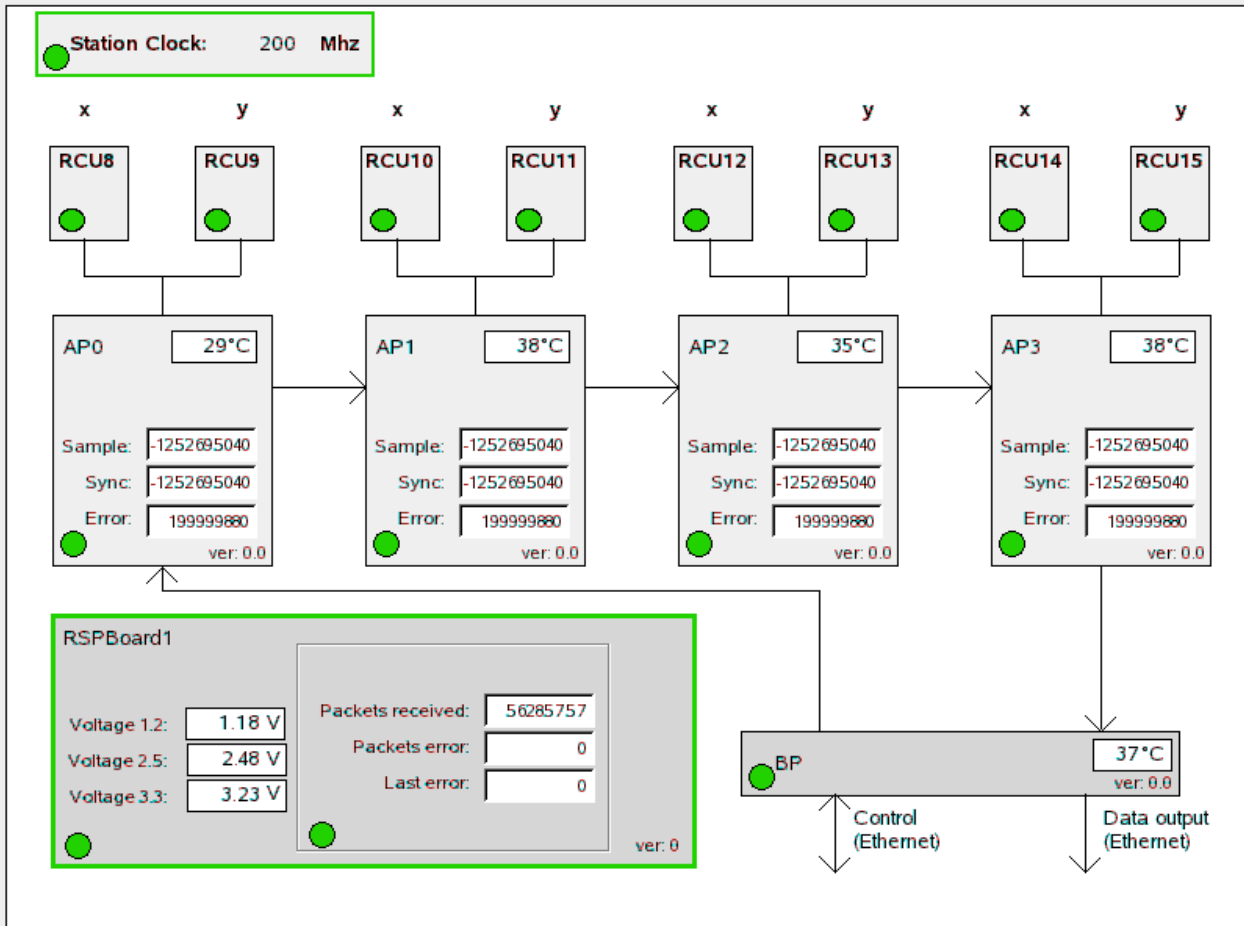 Station Clock: 200 Mhz
x y x y x y x y
RCU8 RCU9 RCU10 RCU11 RCU12 RCU13 RCU14 RCU15
AP0 29°C AP1 38°C AP2 35°C AP3 38°C
Sample: -1252695040 Sample: -1252695040 Sample: -1252695040 Sample: -1252695040
Sync: -1252695040 Sync: -1252695040 Sync: -1252695040 Sync: -1252695040
Error: 199999880 Error: 199999880 Error: 199999880 Error: 199999880
ver: 0.0 ver: 0.0 ver: 0.0 ver: 0.0
RSPBoard1
Voltage 1.2: 1.18 V
Voltage 2.5: 2.48 V
Voltage 3.3: 3.23 V
Packets received: 56285757
Packets error: 0
Last error: 0
ver: 0
BP 37°C
ver: 0.0
Control
(Ethernet)
Data output
(Ethernet)